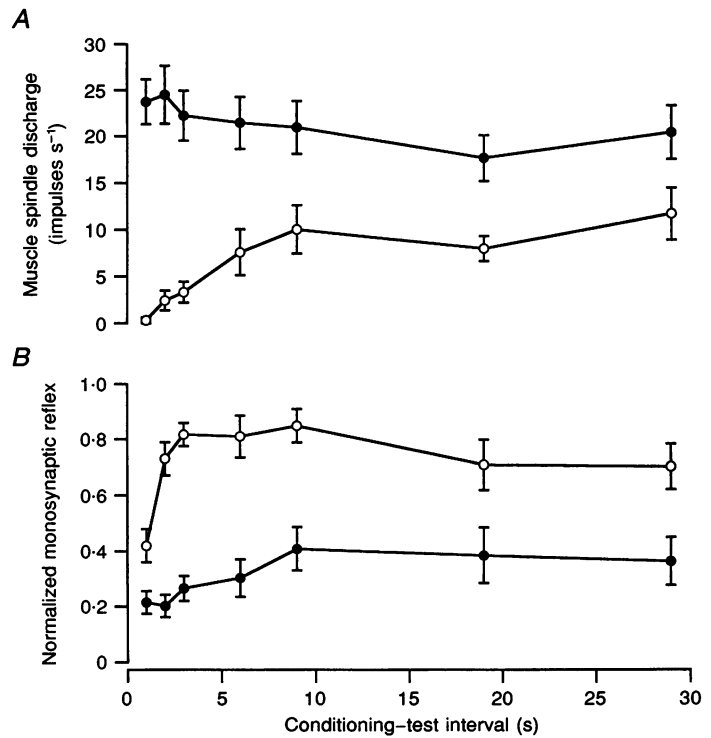 A
30
25
20
15
10
5
0
Muscle spindle discharge
(impulses s⁻¹)
B
1·0
0·8
0·6
0·4
0·2
0
Normalized monosynaptic reflex
0 5 10 15 20 25 30
Conditioning–test interval (s)